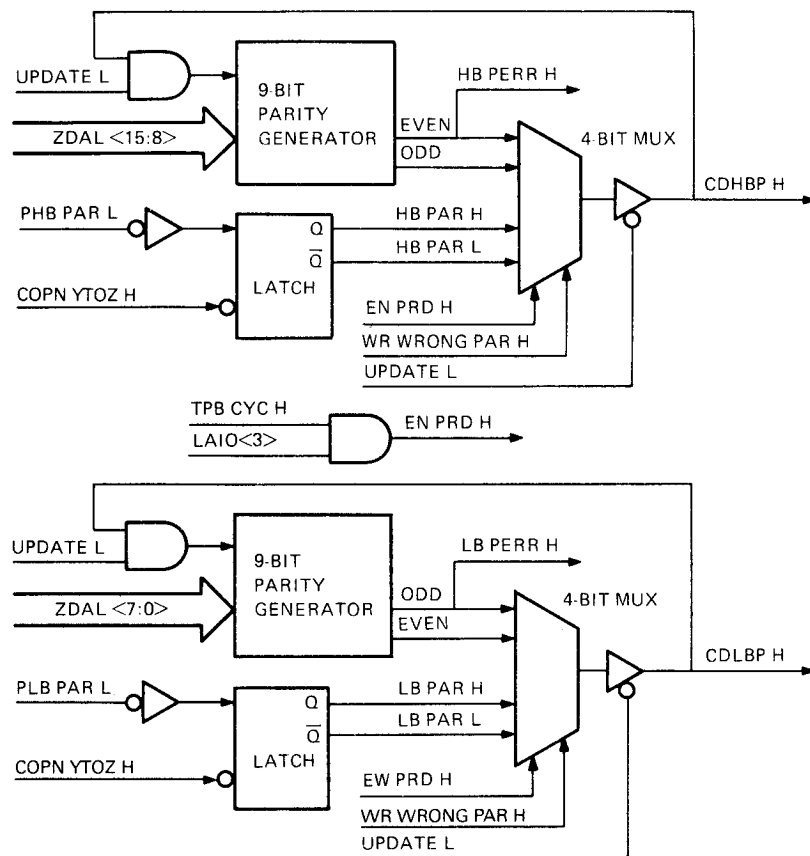 UPDATE L
9-BIT
PARITY
GENERATOR
ZDAL <15:8>
HB PERR H
EVEN
ODD
4-BIT MUX
CDHBP H
PHB PAR L
Q
HB PAR H
Q
HB PAR L
LATCH
COPN YTOZ H
EN PRD H
WR WRONG PAR H
UPDATE L
TPB CYC H
LAIO<3>
EN PRD H
UPDATE L
9-BIT
PARITY
GENERATOR
ZDAL <7:0>
LB PERR H
ODD
EVEN
4-BIT MUX
CDLBP H
PLB PAR L
Q
LB PAR H
Q
LB PAR L
LATCH
COPN YTOZ H
EW PRD H
WR WRONG PAR H
UPDATE L